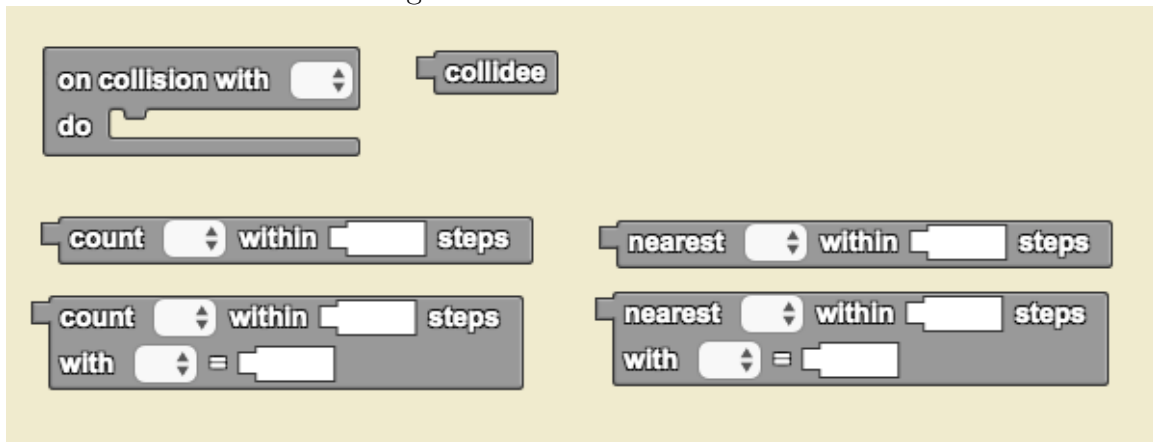 on collision with
do
collidee
count within steps
nearest within steps
count within steps
with =
nearest within steps
with =